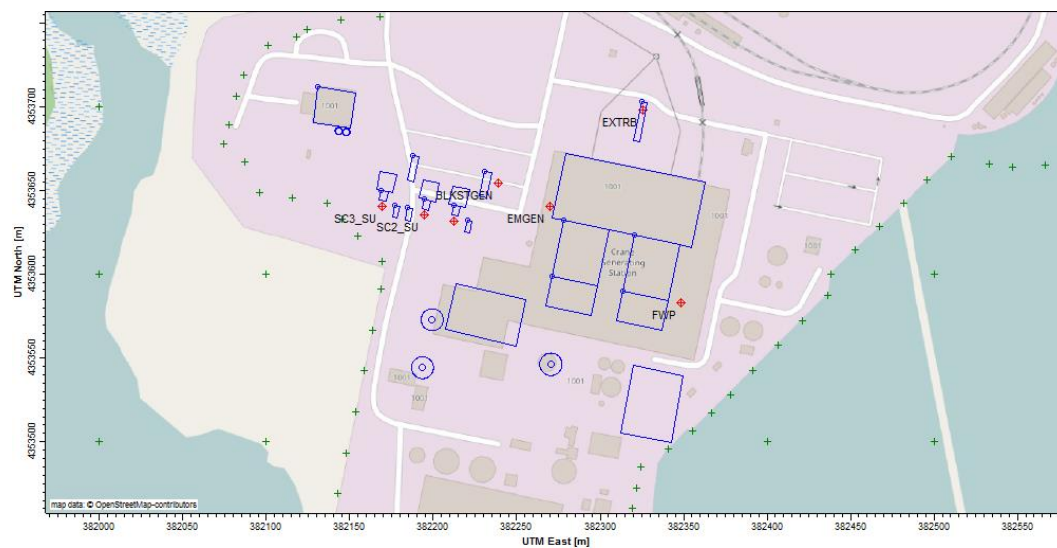 1001
EXTRB
1001
BLKSTGEN
EMGEN
1001
SC3_SU
SC2_SU
1001
Crane
Generating
Station
FWP
1001
1001
1001
map data: © OpenStreetMap-contributors
UTM North [m]
4353700
4353650
4353600
4353550
4353500
382000
382050
382100
382150
382200
382250
382300
382350
382400
382450
382500
382550
UTM East [m]